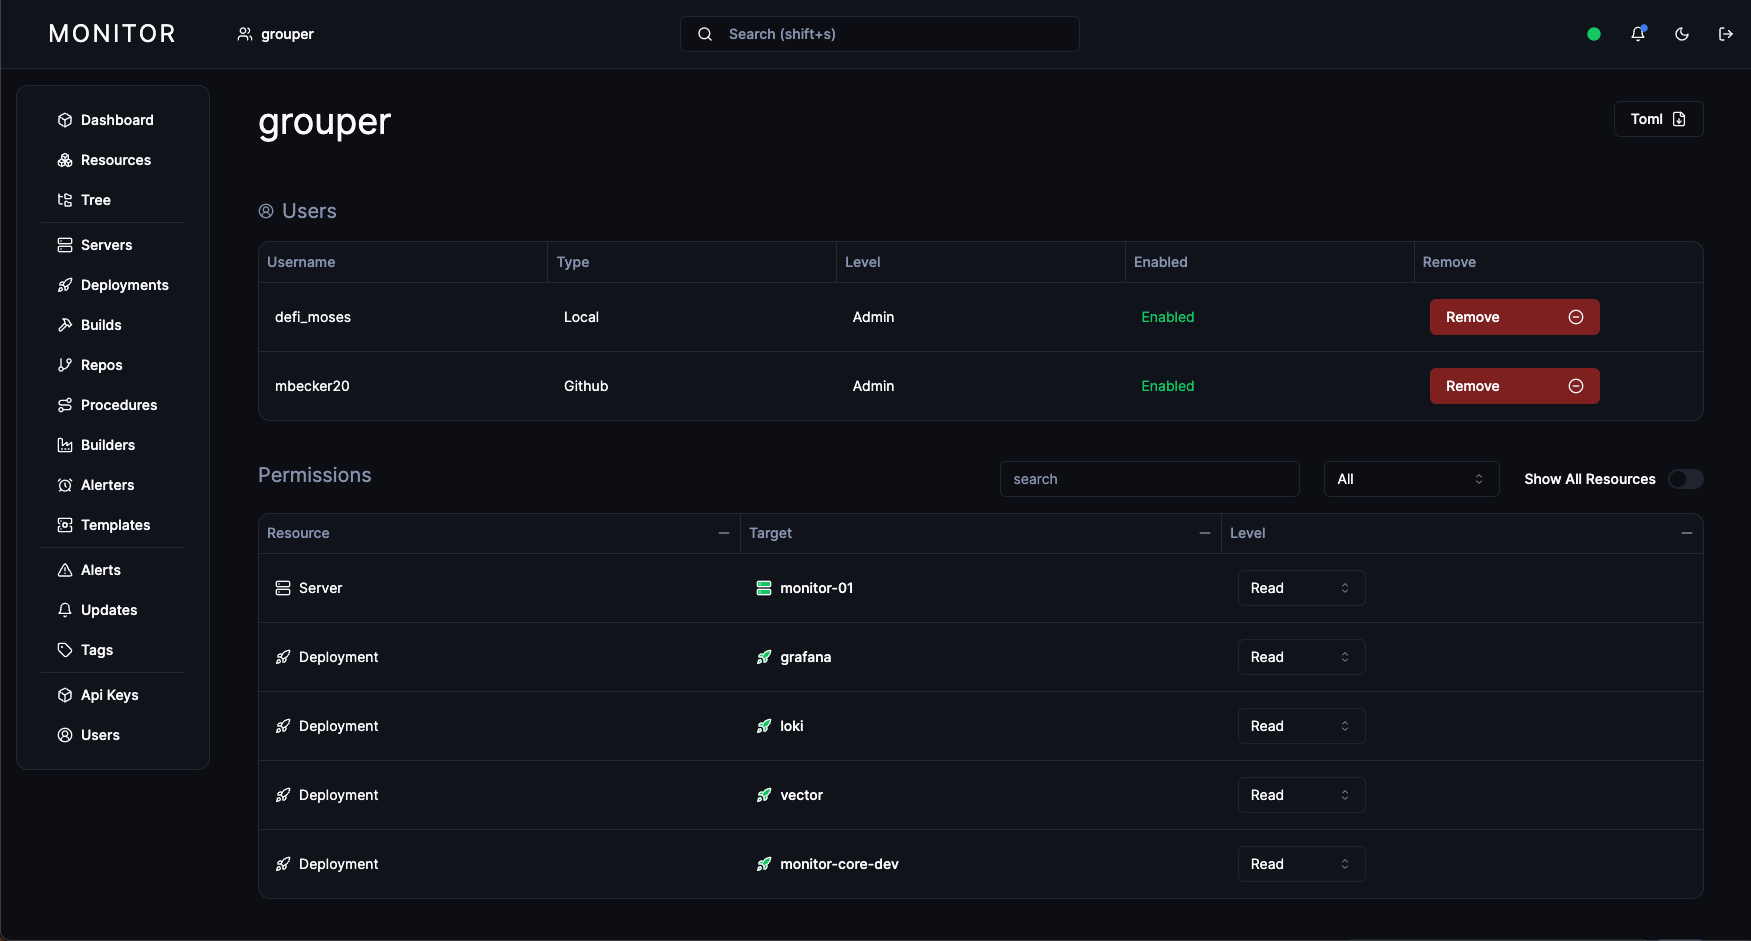 MONITOR
grouper
Search (shift+s)
Dashboard
Resources
Tree
Servers
Deployments
Builds
Repos
Procedures
Builders
Alerters
Templates
Alerts
Updates
Tags
Api Keys
Users
grouper
Toml
Users
Username Type Level Enabled Remove
defi_moses Local Admin Enabled Remove
mbecker20 Github Admin Enabled Remove
Permissions search All Show All Resources
Resource Target Level
Server monitor-01 Read
Deployment grafana Read
Deployment loki Read
Deployment vector Read
Deployment monitor-core-dev Read